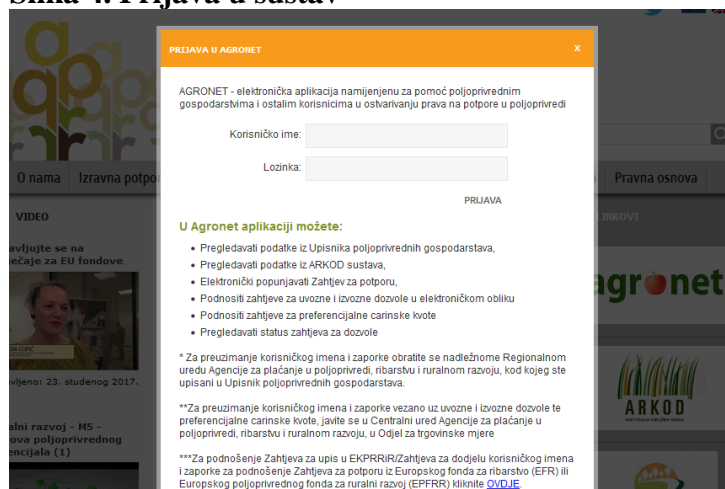 PRIJAVA U AGRONET x
AGRONET - elektronička aplikacija namijenjenu za pomoć poljoprivrednim
gospodarstvima i ostalim korisnicima u ostvarivanju prava na potpore u poljoprivredi
Korisničko ime:
Lozinka:
PRIJAVA
O nama Izravna Pravna osnova
VIDEO
LINKOVI
U Agronet aplikaciji možete:
• Pregledavati podatke iz Upisnika poljoprivrednih gospodarstava,
• Pregledavati podatke iz ARKOD sustava,
• Elektronički popunjavati Zahtjev za potporu,
• Podnositi zahtjeve za uvozne i izvozne dozvole u elektroničkom obliku
• Podnositi zahtjeve za preferencijalne carinske kvote
• Pregledavati status zahtjeva za dozvole
se na
za EU fondove
agronet
23. studenog 2017.
* Za preuzimanje korisničkog imena i zaporke obratite se nadležnome Regionalnom
uredu Agencije za plaćanje u poljoprivredi, ribarstvu i ruralnom razvoju, kod kojeg ste
upisani u Upisnik poljoprivrednih gospodarstava.
ARKOD
**Za preuzimanje korisničkog imena i zaporke vezano uz uvozne i izvozne dozvole te
preferencijalne carinske kvote, javite se u Centralni ured Agencije za plaćanje u
poljoprivredi, ribarstvu i ruralnom razvoju, u Odjel za trgovinske mjere
razvoj - M5 -
poljoprivrednog
(1)
***Za podnošenje Zahtjeva za upis u EKPRRiR/Zahtjeva za dodjelu korisničkog imena
i zaporke za podnošenje Zahtjeva za potporu iz Europskog fonda za ribarstvo (EFR) ili
Europskog poljoprivrednog fonda za ruralni razvoj (EPFRR) kliknite OVDJE.